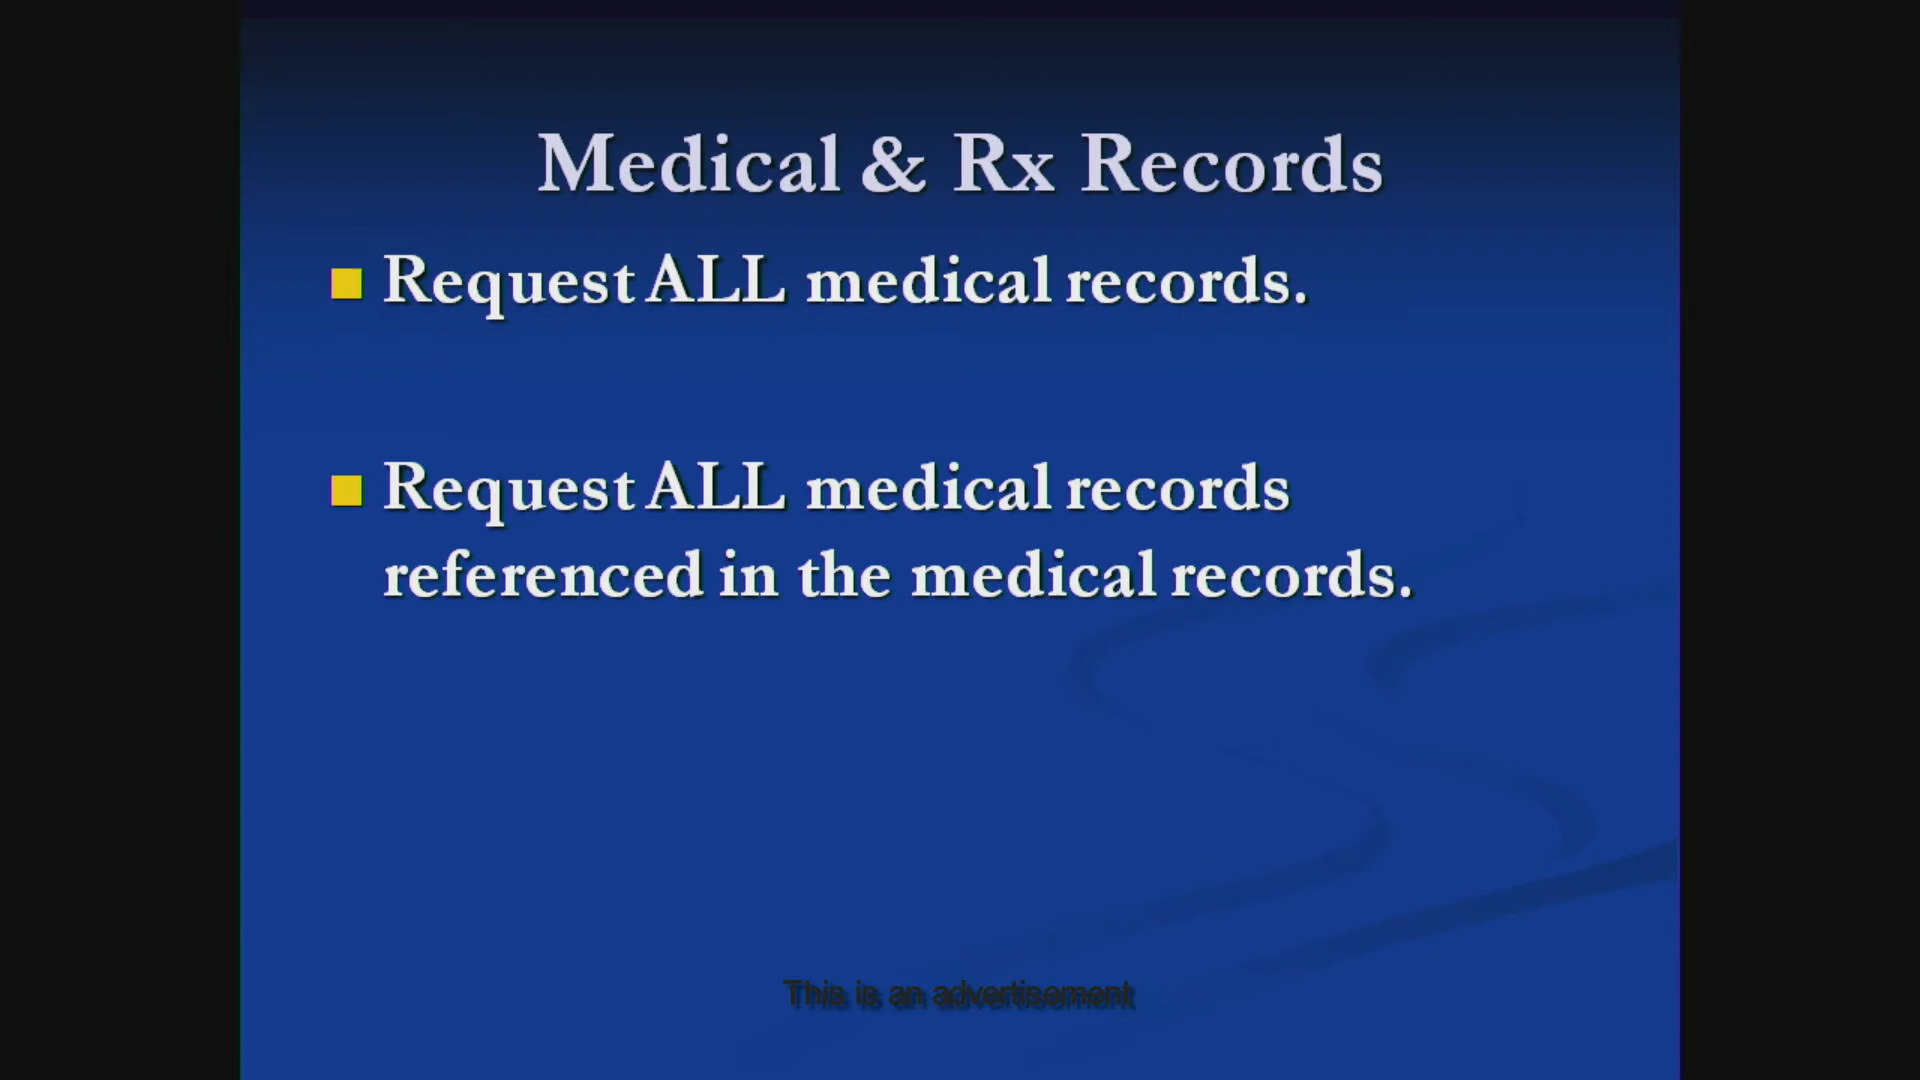 Medical & Rx Records
Request ALL medical records.
Request ALL medical records
referenced in the medical records.
This is an advertisement